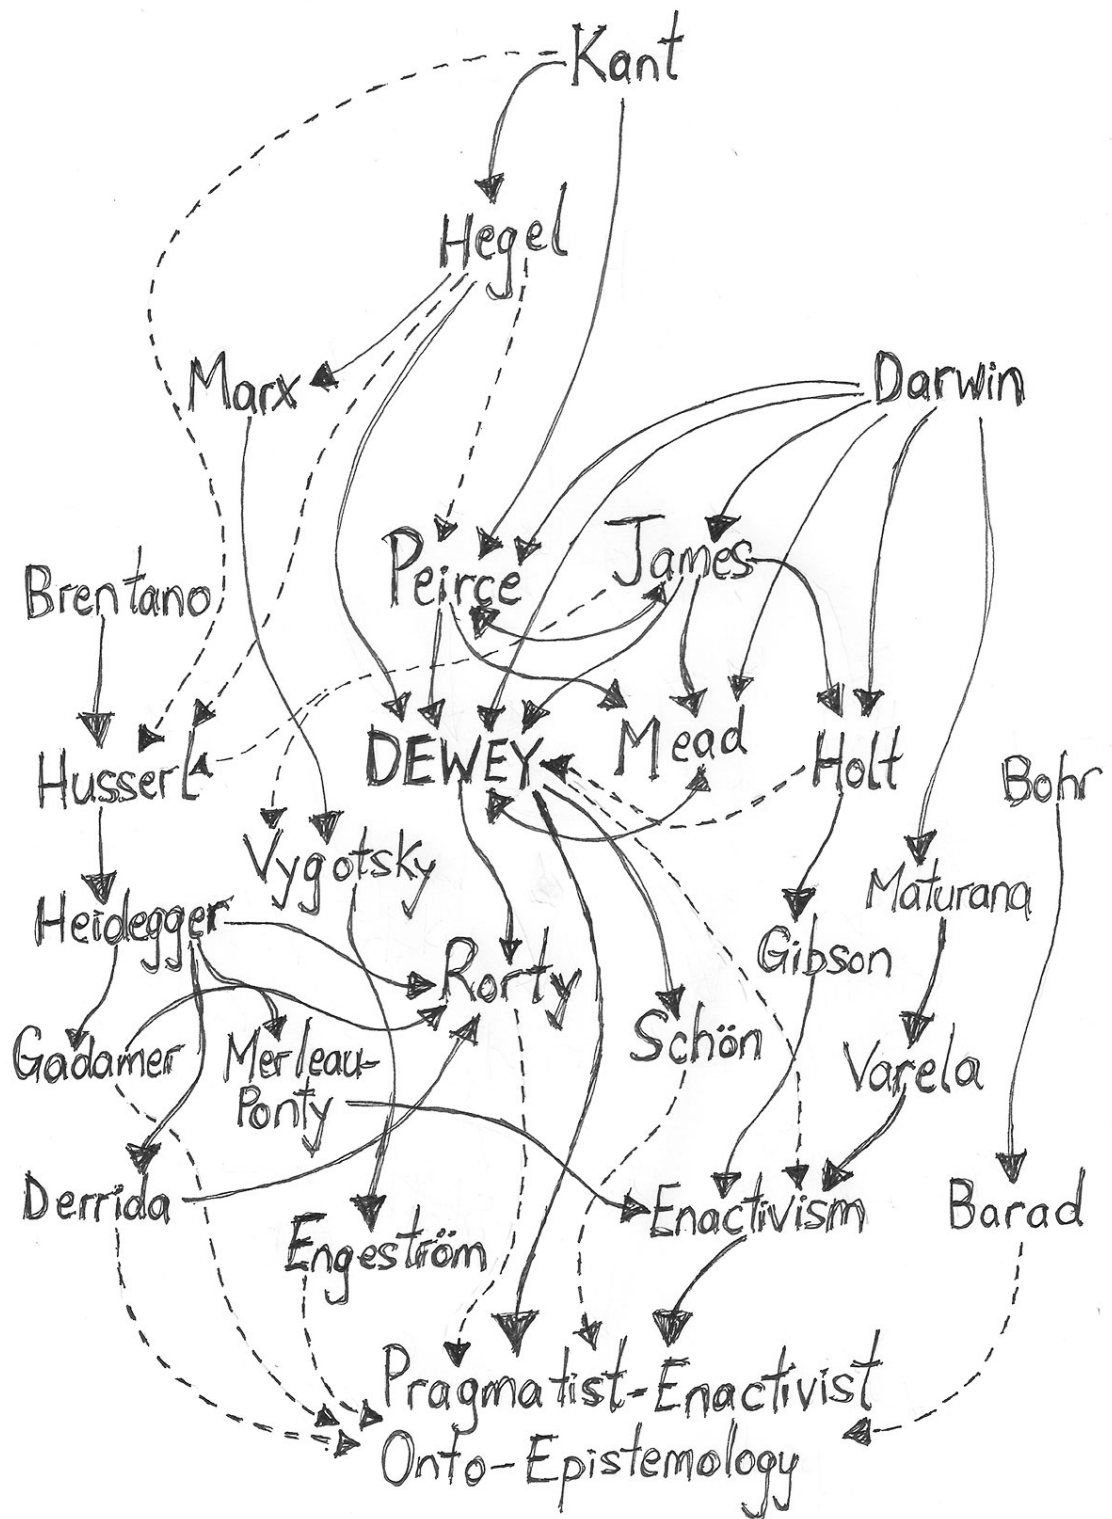 Kant
Hegel
Marx
Darwin
Peirce
James
Brentano
Husserl
DEWEY
Mead
Holt
Bohr
Vygotsky
Maturana
Heidegger
Rorty
Gibson
Gadamer
Merleau-
Ponty
Schön
Varela
Derrida
Engeström
Enactivism
Barad
Pragmatist-Enactivist
Onto-Epistemology